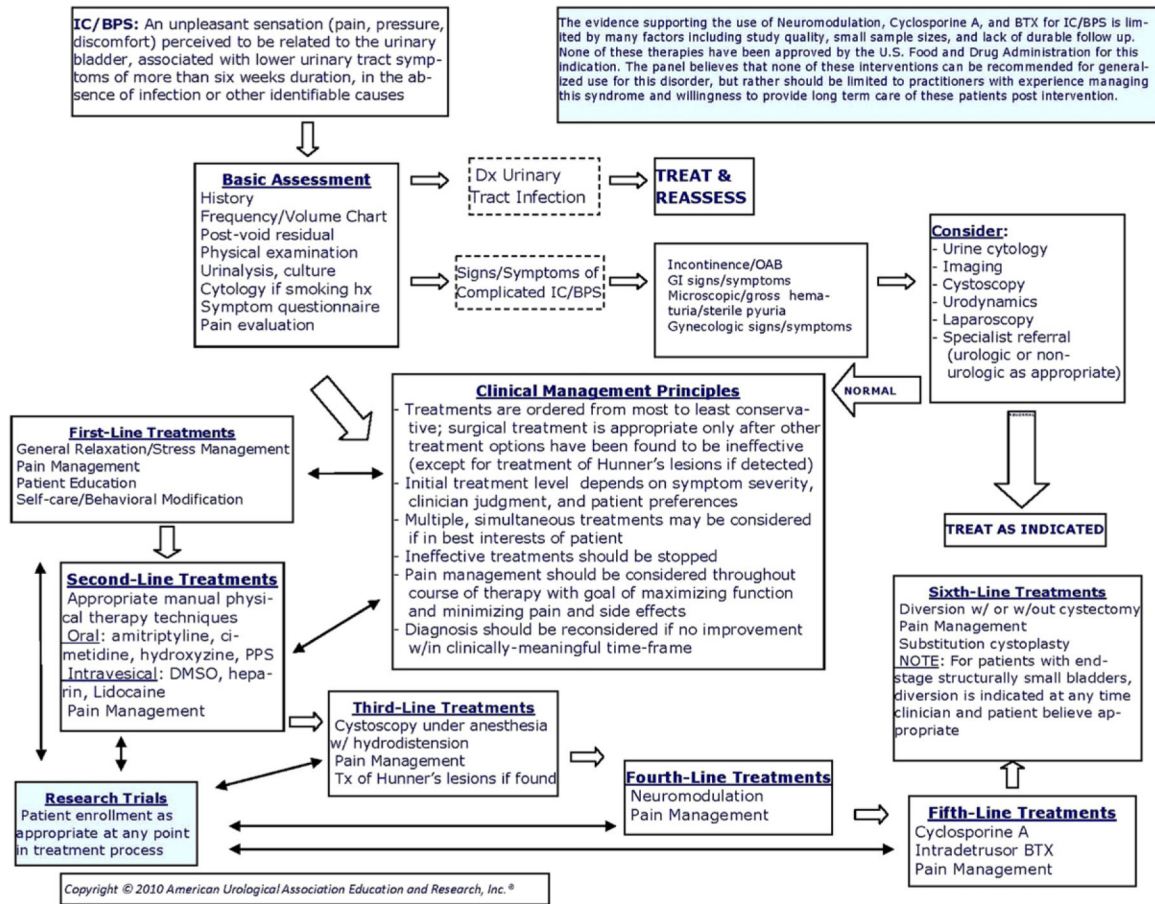 IC/BPS: An unpleasant sensation (pain, pressure,
discomfort) perceived to be related to the urinary
bladder, associated with lower urinary tract symp-
toms of more than six weeks duration, in the ab-
sence of infection or other identifiable causes
The evidence supporting the use of Neuromodulation, Cyclosporine A, and BTX for IC/BPS is lim-
ited by many factors including study quality, small sample sizes, and lack of durable follow up.
None of these therapies have been approved by the U.S. Food and Drug Administration for this
indication. The panel believes that none of these interventions can be recommended for general-
ized use for this disorder, but rather should be limited to practitioners with experience managing
this syndrome and willingness to provide long term care of these patients post intervention.
Basic Assessment
History
Frequency/Volume Chart
Post-void residual
Physical examination
Urinalysis, culture
Cytology if smoking hx
Symptom questionnaire
Pain evaluation
Dx Urinary
Tract Infection
TREAT &
REASSESS
Signs/Symptoms of
Complicated IC/BPS
Incontinence/OAB
GI signs/symptoms
Microscopic/gross hema-
turia/sterile pyuria
Gynecologic signs/symptoms
Consider:
- Urine cytology
- Imaging
- Cystoscopy
- Urodynamics
- Laparoscopy
- Specialist referral
(urologic or non-
urologic as appropriate)
NORMAL
TREAT AS INDICATED
Clinical Management Principles
- Treatments are ordered from most to least conserva-
tive; surgical treatment is appropriate only after other
treatment options have been found to be ineffective
(except for treatment of Hunner's lesions if detected)
- Initial treatment level depends on symptom severity,
clinician judgment, and patient preferences
- Multiple, simultaneous treatments may be considered
if in best interests of patient
- Ineffective treatments should be stopped
- Pain management should be considered throughout
course of therapy with goal of maximizing function
and minimizing pain and side effects
- Diagnosis should be reconsidered if no improvement
w/in clinically-meaningful time-frame
First-Line Treatments
General Relaxation/Stress Management
Pain Management
Patient Education
Self-care/Behavioral Modification
Second-Line Treatments
Appropriate manual physi-
cal therapy techniques
Oral: amitriptyline, ci-
metidine, hydroxyzine, PPS
Intravesical: DMSO, hepa-
rin, Lidocaine
Pain Management
Third-Line Treatments
Cystoscopy under anesthesia
w/ hydrodistension
Pain Management
Tx of Hunner's lesions if found
Fourth-Line Treatments
Neuromodulation
Pain Management
Fifth-Line Treatments
Cyclosporine A
Intradetrusor BTX
Pain Management
Sixth-Line Treatments
Diversion w/ or w/out cystectomy
Pain Management
Substitution cystoplasty
NOTE: For patients with end-
stage structurally small bladders,
diversion is indicated at any time
clinician and patient believe ap-
propriate
Research Trials
Patient enrollment as
appropriate at any point
in treatment process
Copyright © 2010 American Urological Association Education and Research, Inc.®